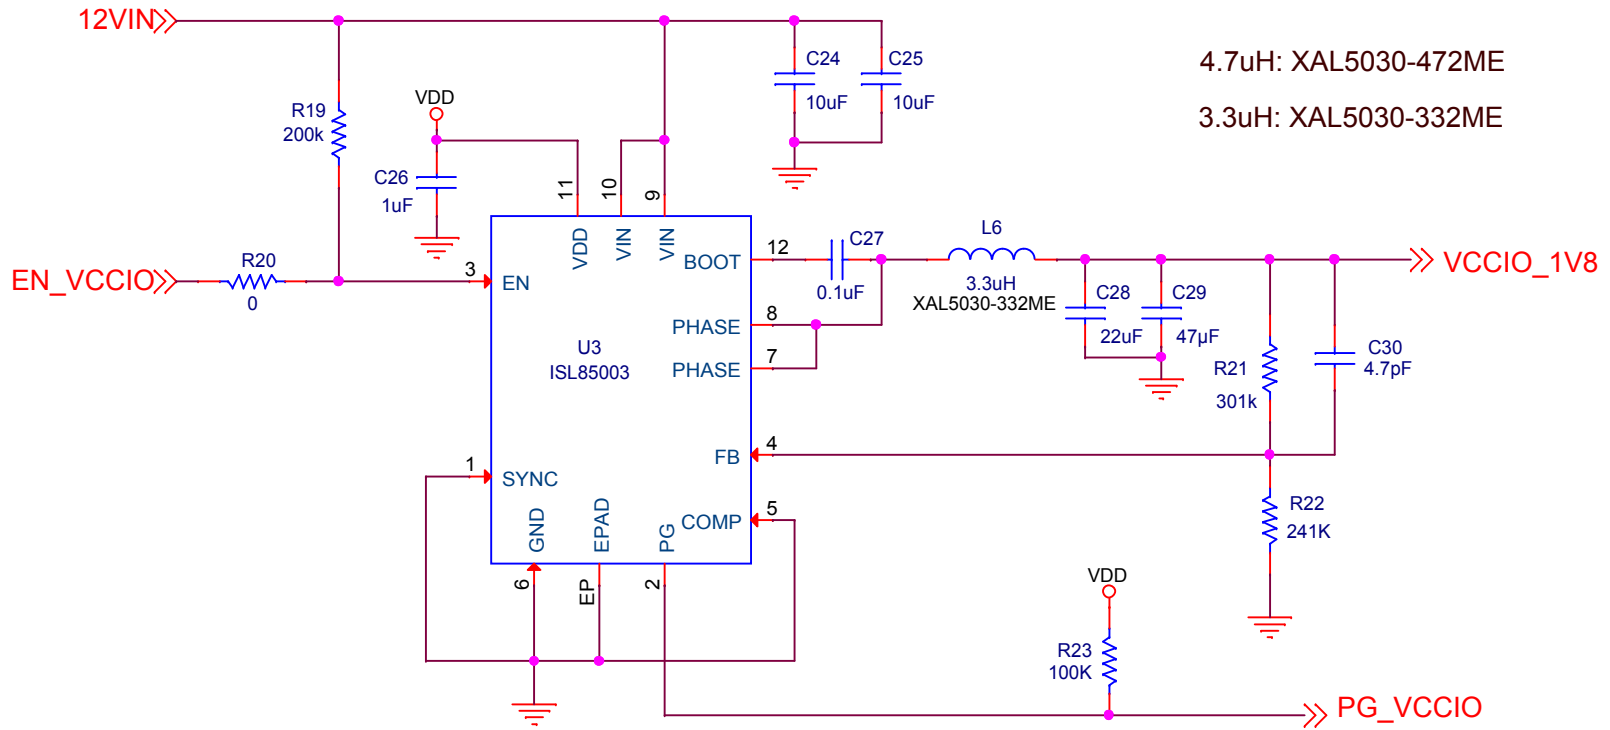 12VIN
4.7uH: XAL5030-472ME
3.3uH: XAL5030-332ME
C24
10uF
C25
10uF
R19
200k
VDD
C26
1uF
11
10
9
VDD
VIN
VIN
EN_VCCIO
R20
0
3
EN
BOOT
12
C27
0.1uF
L6
3.3uH
XAL5030-332ME
VCCIO_1V8
C28
22uF
C29
47µF
PHASE
8
PHASE
7
U3
ISL85003
R21
301k
C30
4.7pF
FB
4
1
SYNC
COMP
5
GND
EPAD
PG
6
EP
2
R22
241K
VDD
R23
100K
PG_VCCIO